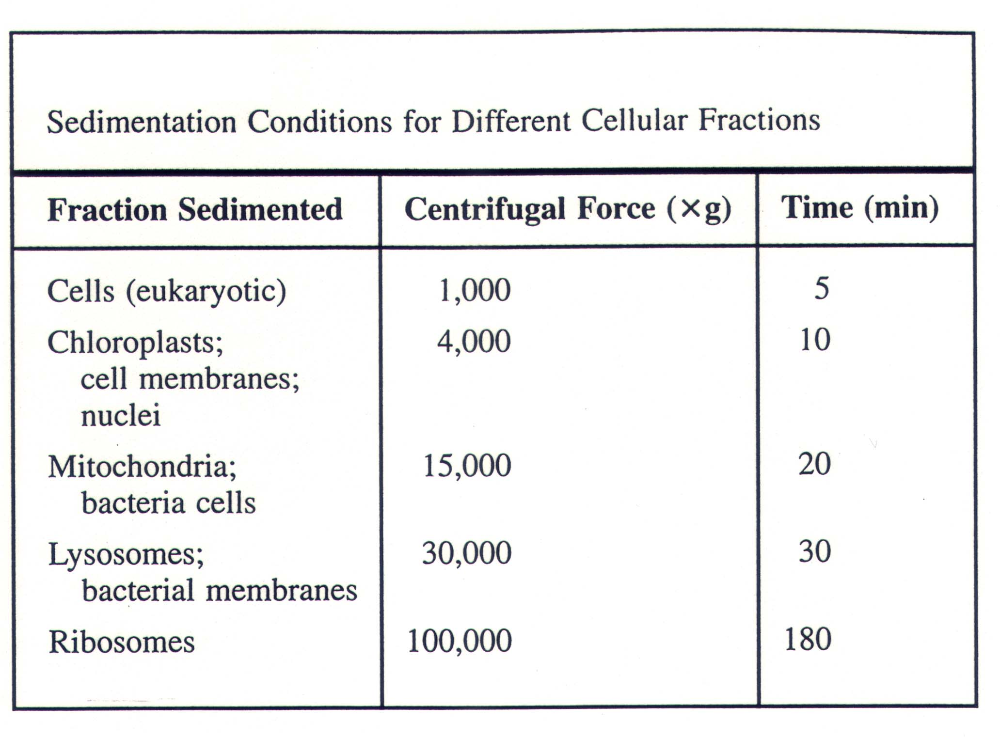 Sedimentation Conditions for Different Cellular Fractions
Fraction Sedimented Centrifugal Force (×g) Time (min)
Cells (eukaryotic) 1,000 5
Chloroplasts; 4,000 10
cell membranes;
nuclei
Mitochondria; 15,000 20
bacteria cells
Lysosomes; 30,000 30
bacterial membranes
Ribosomes 100,000 180